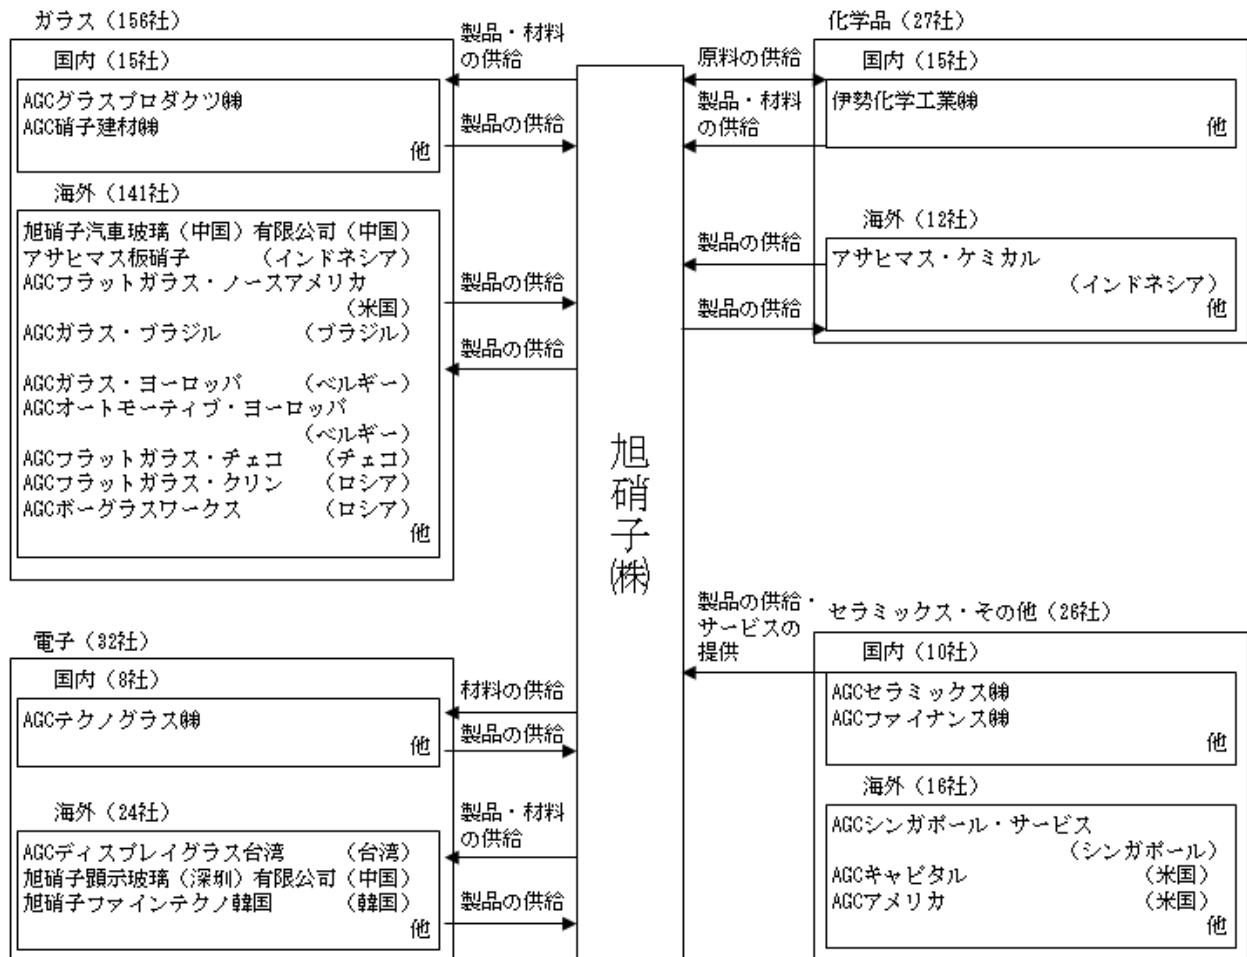 ガラス（156社）
国内（15社）
AGCグラスプロダクツ㈱
AGC硝子建材㈱
他
製品・材料
の供給
製品の供給
海外（141社）
旭硝子汽車玻璃（中国）有限公司（中国）
アサヒマス板硝子（インドネシア）
AGCフラットガラス・ノースアメリカ
（米国）
AGCガラス・ブラジル（ブラジル）
AGCガラス・ヨーロッパ（ベルギー）
AGCオートモーティブ・ヨーロッパ
（ベルギー）
AGCフラットガラス・チェコ（チェコ）
AGCフラットガラス・クリン（ロシア）
AGCボーグラスワークス（ロシア）
他
製品の供給
製品の供給
電子（32社）
国内（8社）
AGCテクノグラス㈱
他
材料の供給
製品の供給
海外（24社）
AGCディスプレイグラス台湾（台湾）
旭硝子顕示玻璃（深圳）有限公司（中国）
旭硝子ファインテクノ韓国（韓国）
他
製品・材料
の供給
製品の供給
旭硝子(株)
化学品（27社）
国内（15社）
伊勢化学工業㈱
他
原料の供給
製品・材料
の供給
海外（12社）
アサヒマス・ケミカル
（インドネシア）
他
製品の供給
製品の供給
セラミックス・その他（26社）
国内（10社）
AGCセラミックス㈱
AGCファイナンス㈱
他
製品の供給・
サービスの
提供
海外（16社）
AGCシンガポール・サービス
（シンガポール）
AGCキャピタル（米国）
AGCアメリカ（米国）
他